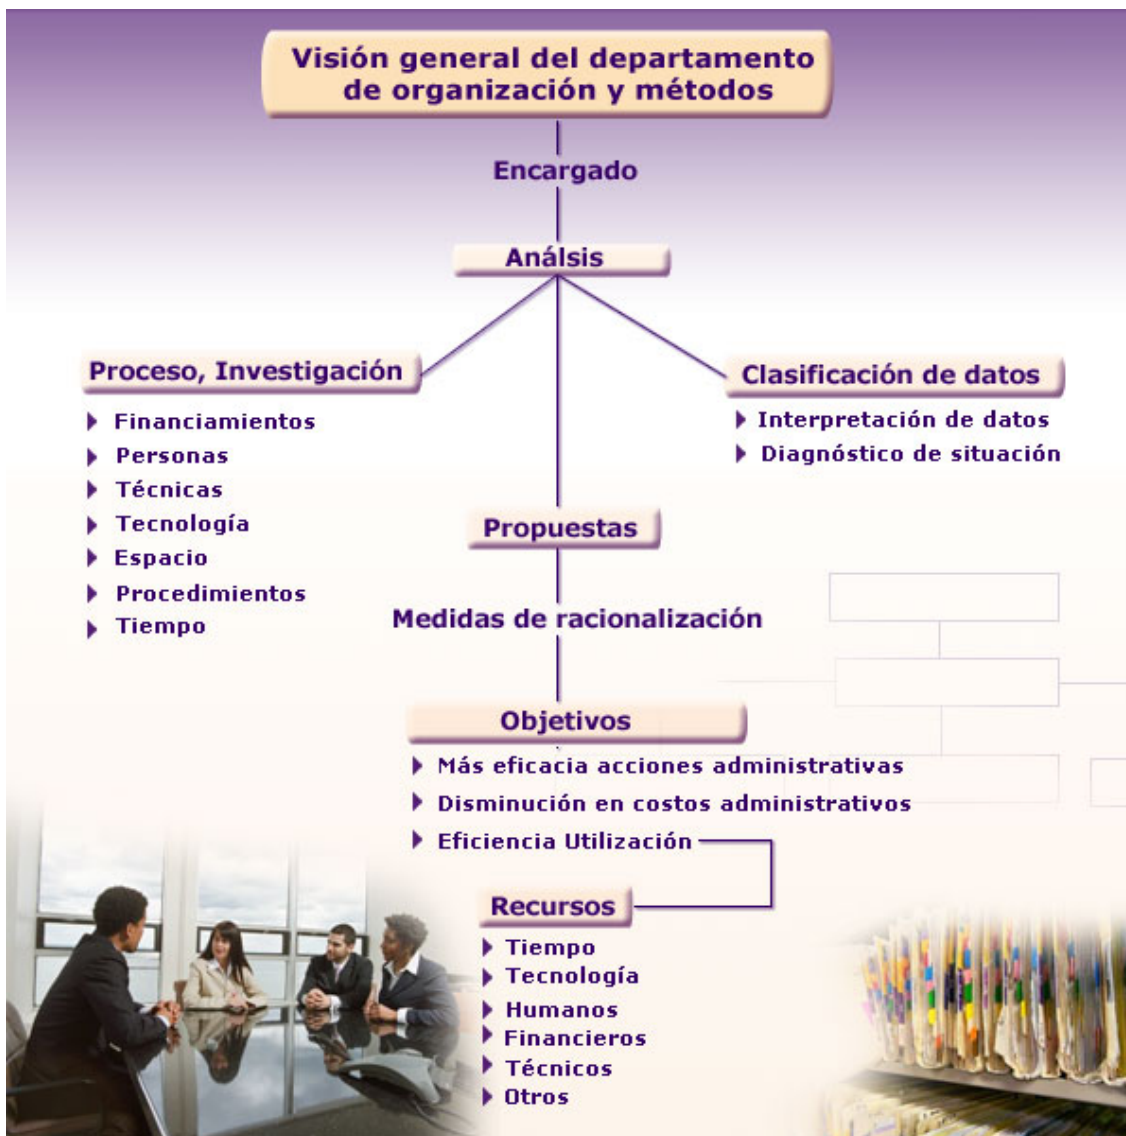 Visión general del departamento
de organización y métodos
Encargado
Análsis
Proceso, Investigación
Financiamientos
Personas
Técnicas
Tecnología
Espacio
Procedimientos
Tiempo
Clasificación de datos
Interpretación de datos
Diagnóstico de situación
Propuestas
Medidas de racionalización
Objetivos
Más eficacia acciones administrativas
Disminución en costos administrativos
Eficiencia Utilización
Recursos
Tiempo
Tecnología
Humanos
Financieros
Técnicos
Otros